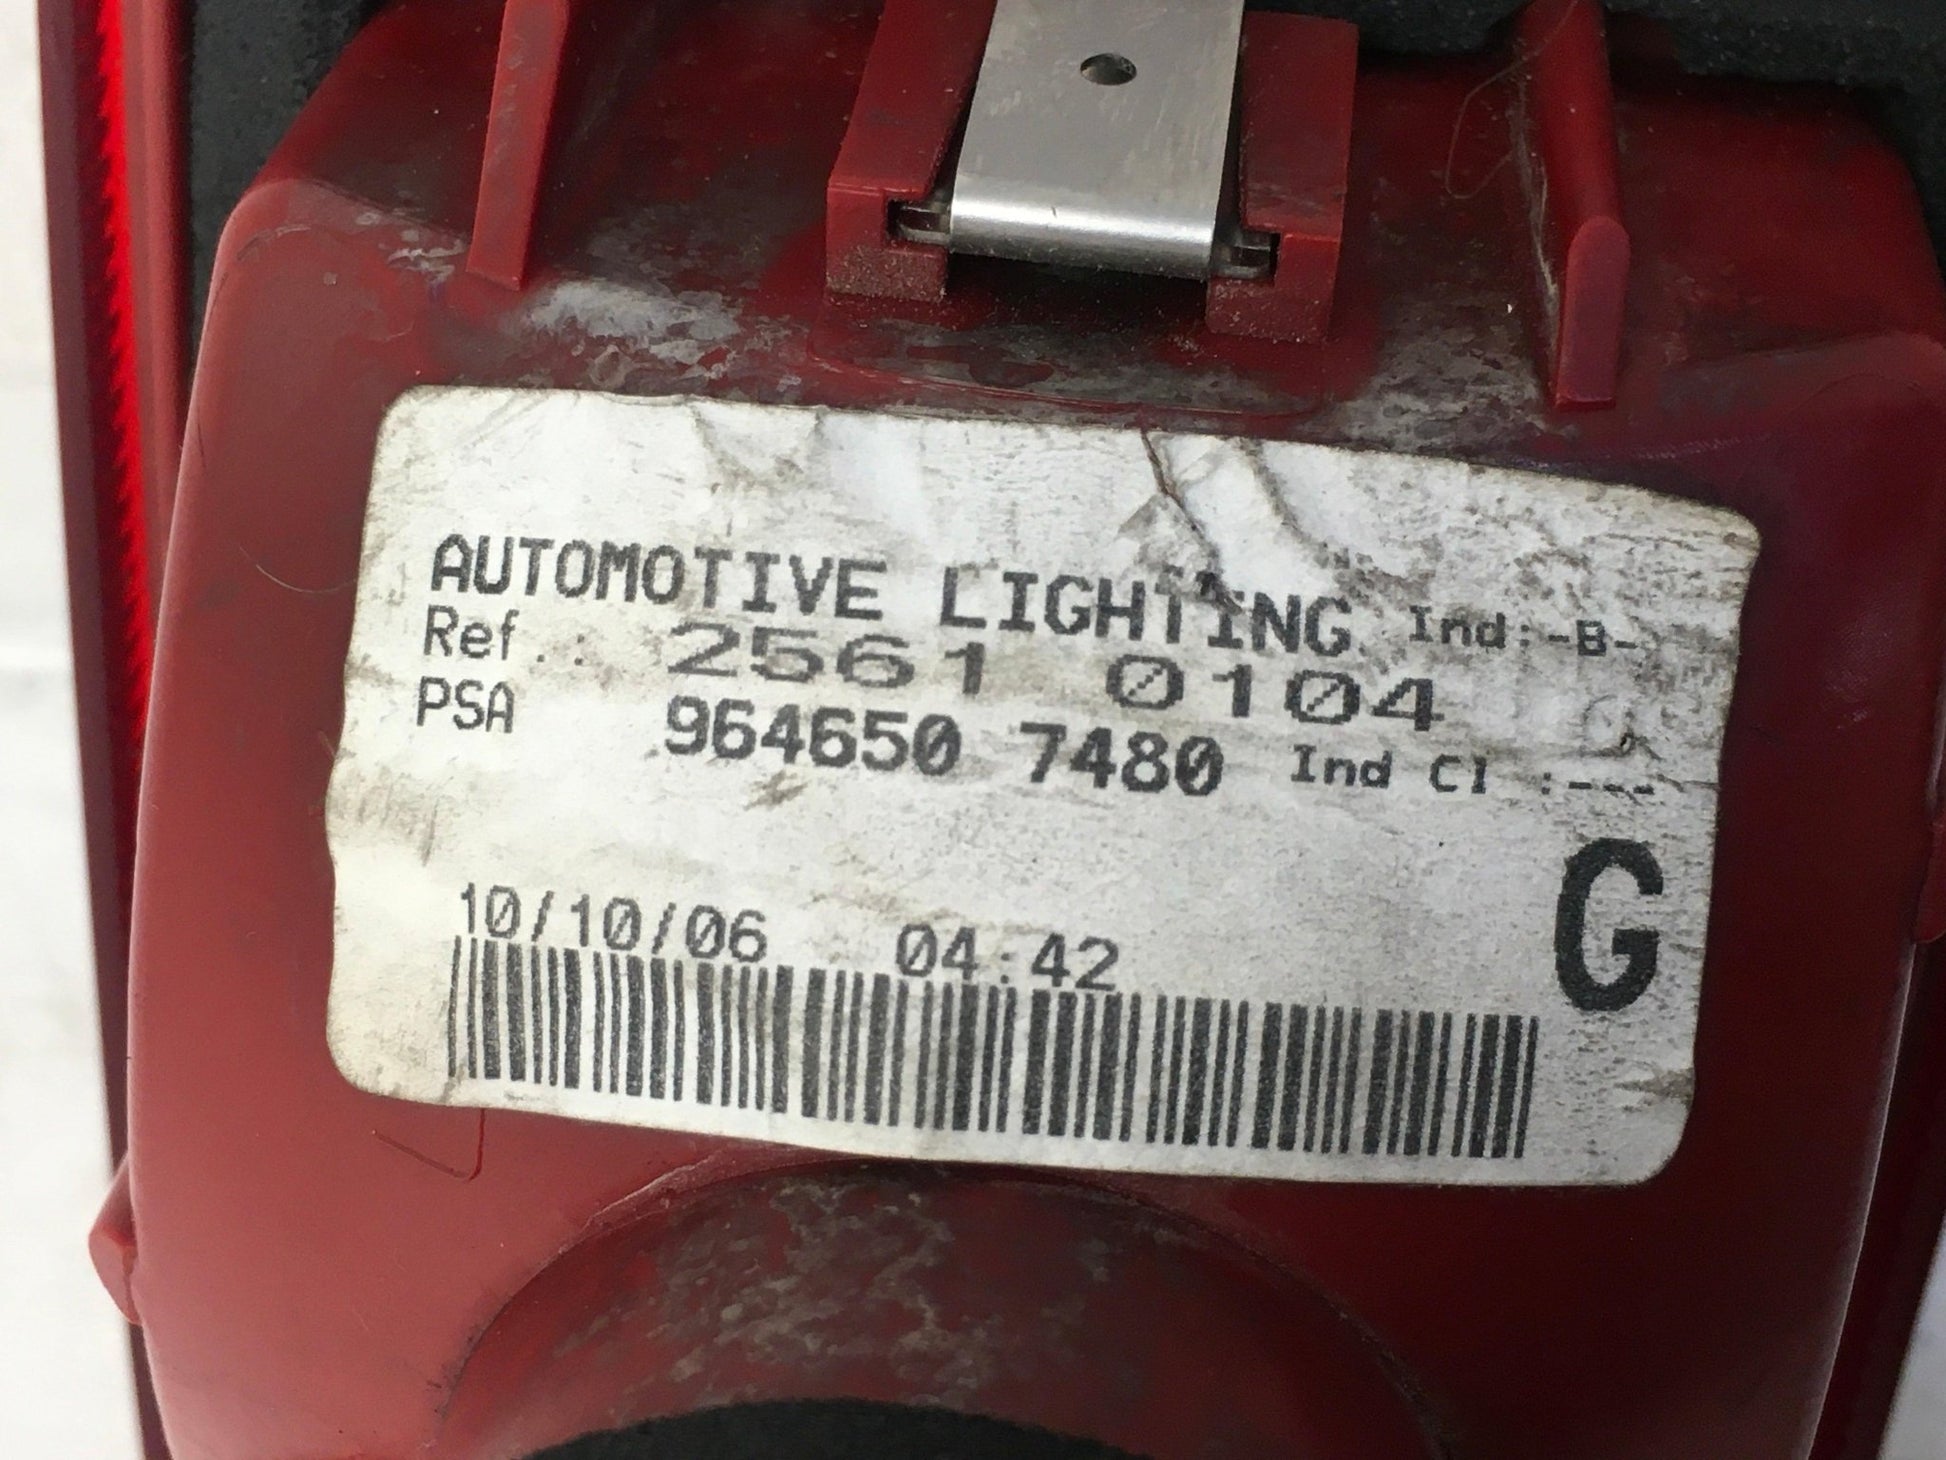 AUTOMOTIVE LIGHTING Ind:-B-
Ref.: 2561 0104
PSA 964650 7480 Ind Cl :---
G
10/10/06 04:42